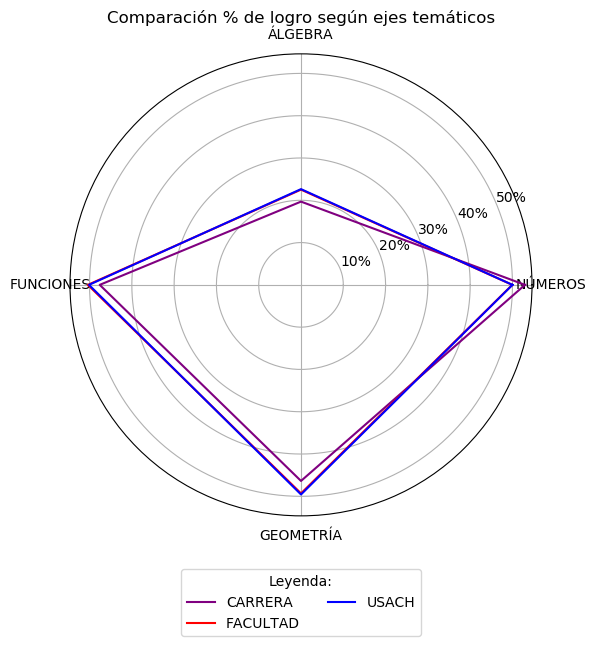 Comparación % de logro según ejes temáticos
ÁLGEBRA
50%
40%
30%
20%
10%
FUNCIONES
NÚMEROS
GEOMETRÍA
Leyenda:
CARRERA
USACH
FACULTAD